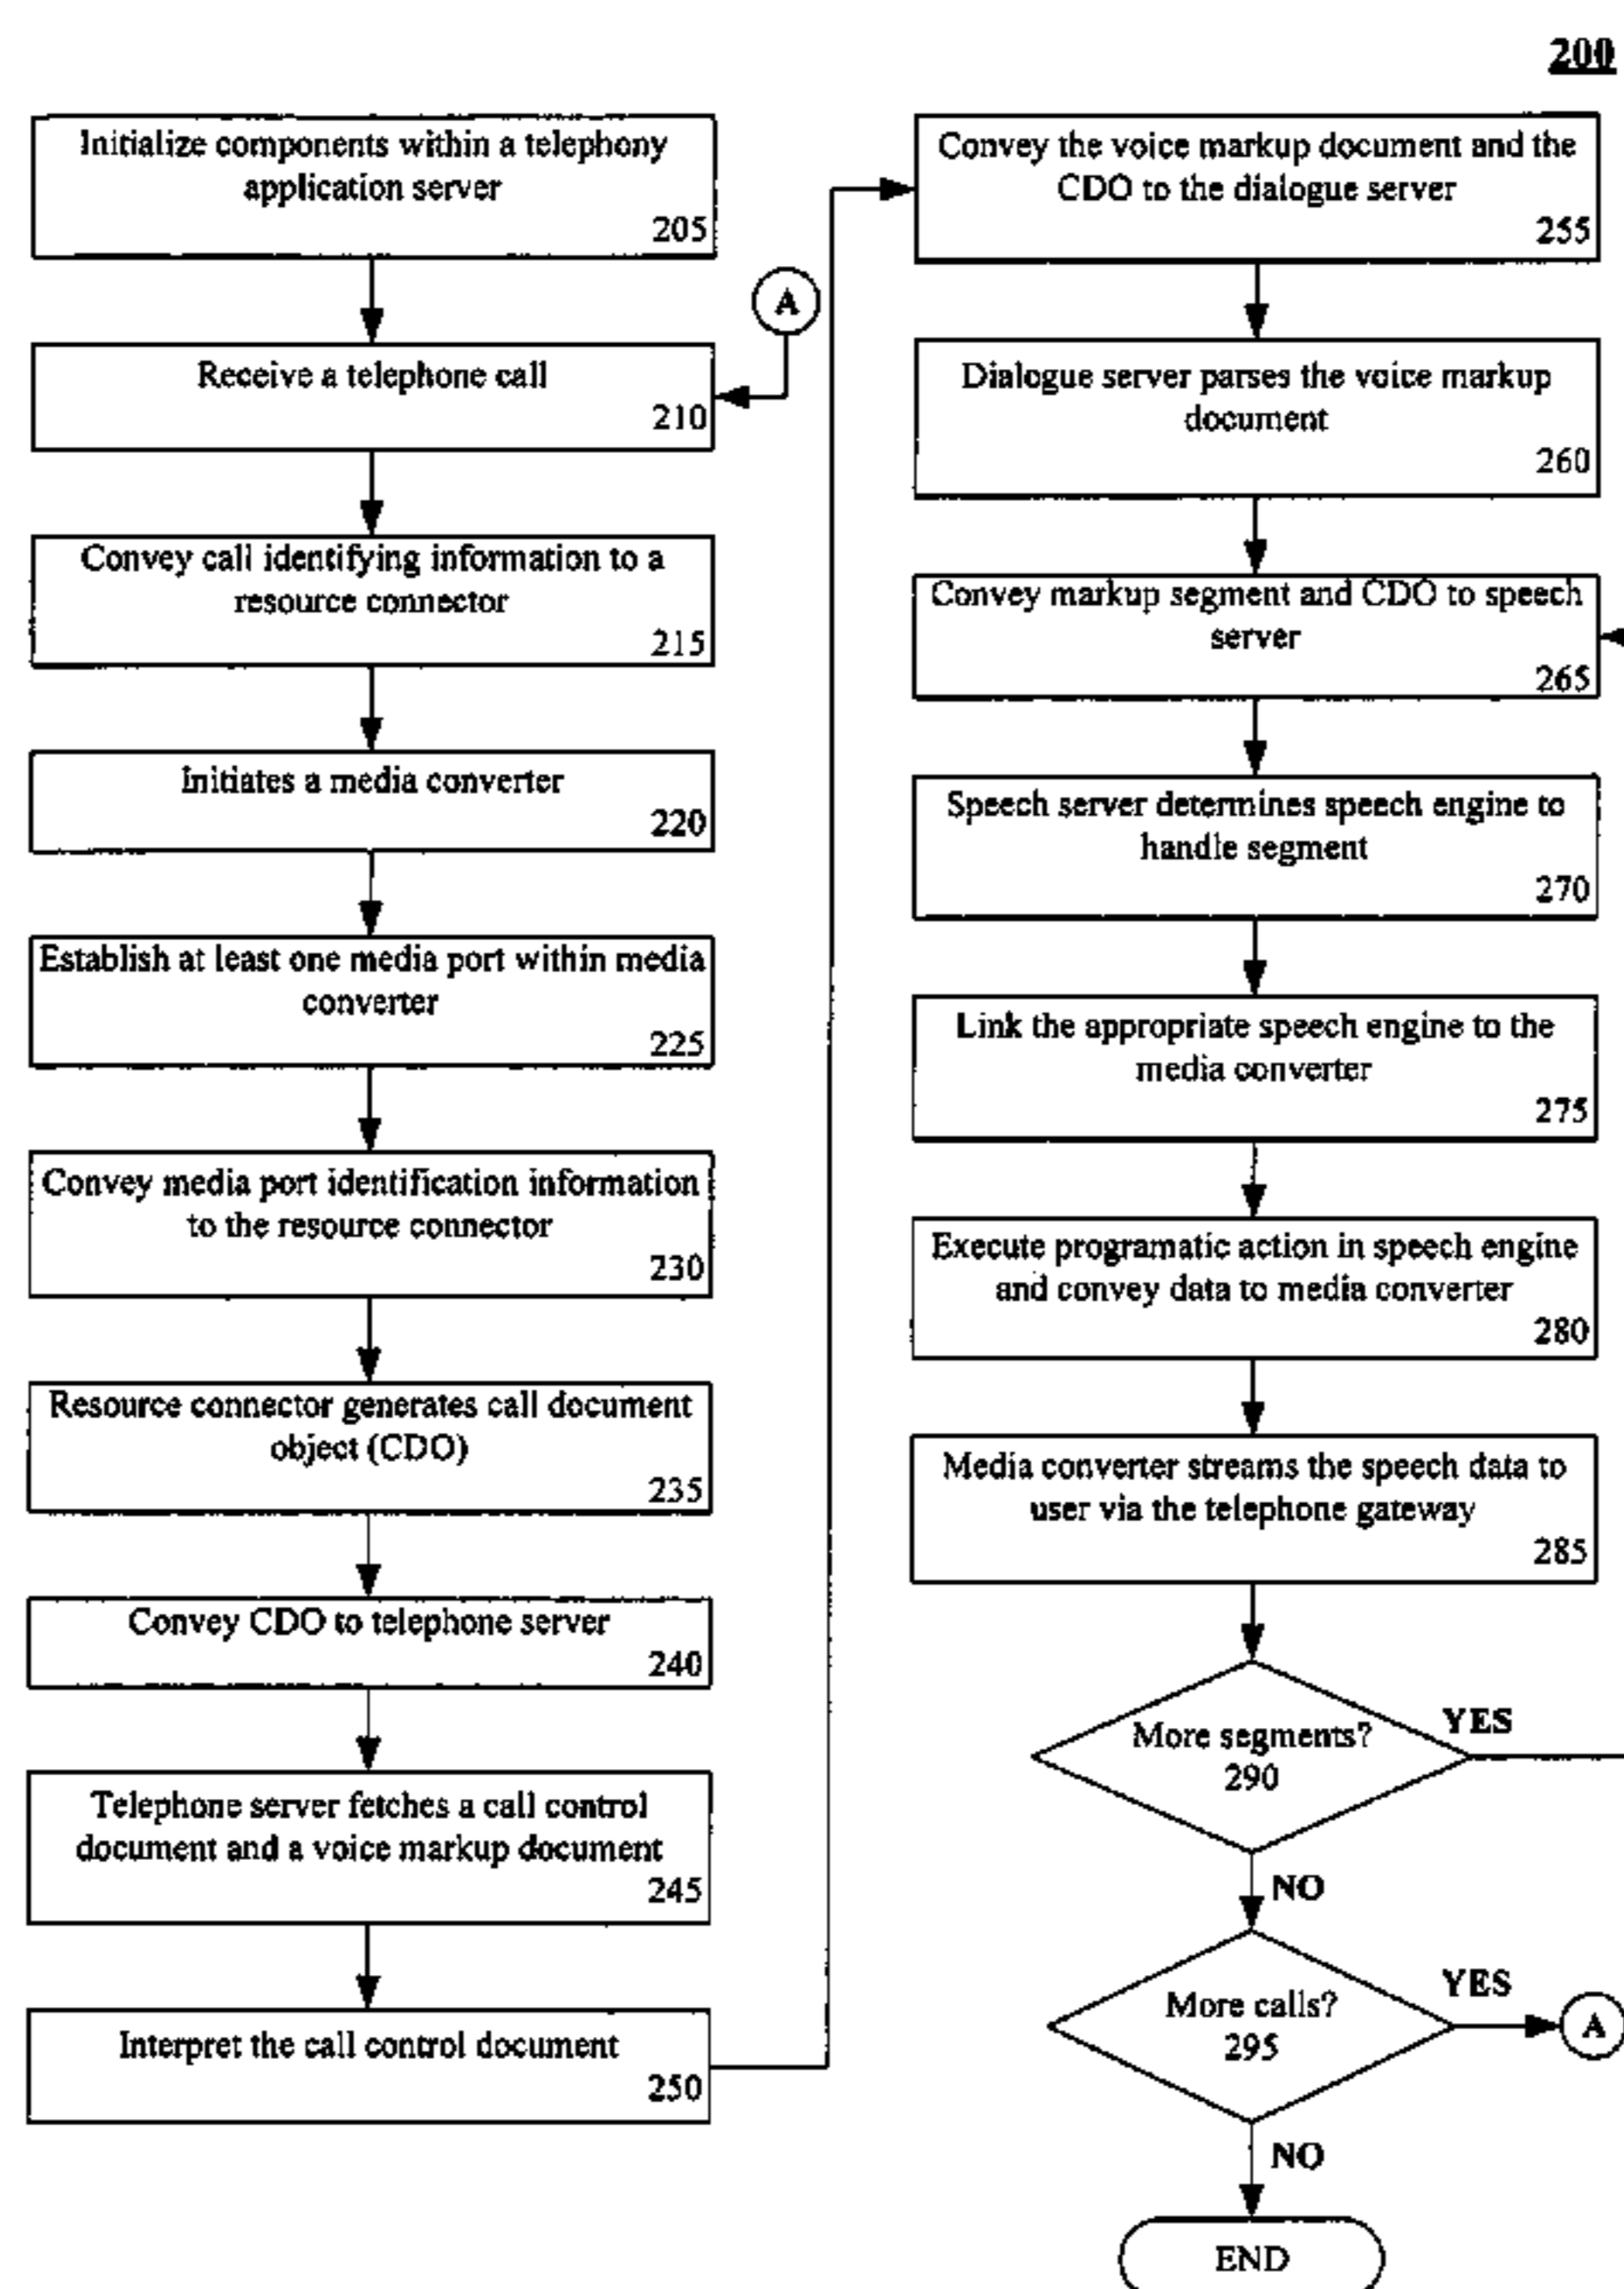 200
Initialize components within a telephony
application server
205
A
Receive a telephone call
210
Convey call identifying information to a
resource connector
215
Initiates a media converter
220
Establish at least one media port within media
converter
225
Convey media port identification information
to the resource connector
230
Resource connector generates call document
object (CDO)
235
Convey CDO to telephone server
240
Telephone server fetches a call control
document and a voice markup document
245
Interpret the call control document
250
Convey the voice markup document and the
CDO to the dialogue server
255
Dialogue server parses the voice markup
document
260
Convey markup segment and CDO to speech
server
265
Speech server determines speech engine to
handle segment
270
Link the appropriate speech engine to the
media converter
275
Execute programatic action in speech engine
and convey data to media converter
280
Media converter streams the speech data to
user via the telephone gateway
285
More segments?
290
YES
NO
More calls?
295
YES
A
NO
END